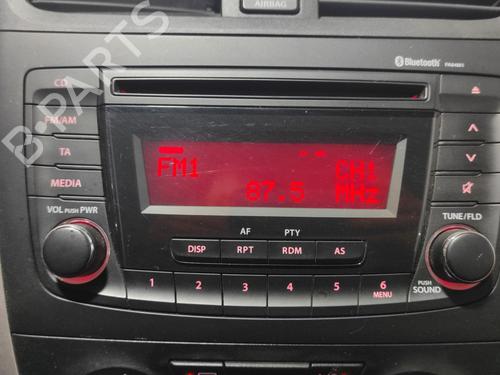 AIRBAG
Bluetooth
CD
FM/AM
TA
MEDIA
VOL PUSH PWR
FM1 CH1
87.5 MHz
AF PTY
DISP RPT RDM AS
1 2 3 4 5 6
MENU
TUNE/FLD
PUSH
SOUND
B-PARTS